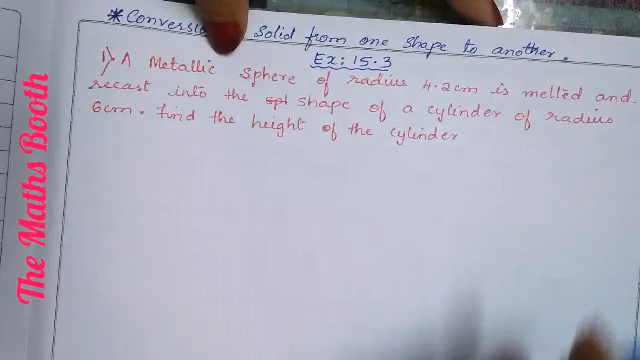 *Conversio Solid from one shape to another.
Ex: 15.3
1) A Metallic Sphere of radius 4.2cm is melled and
recast into the shape of a cylinder of radius
6cm. find the height of the cylinder
The Maths Booth